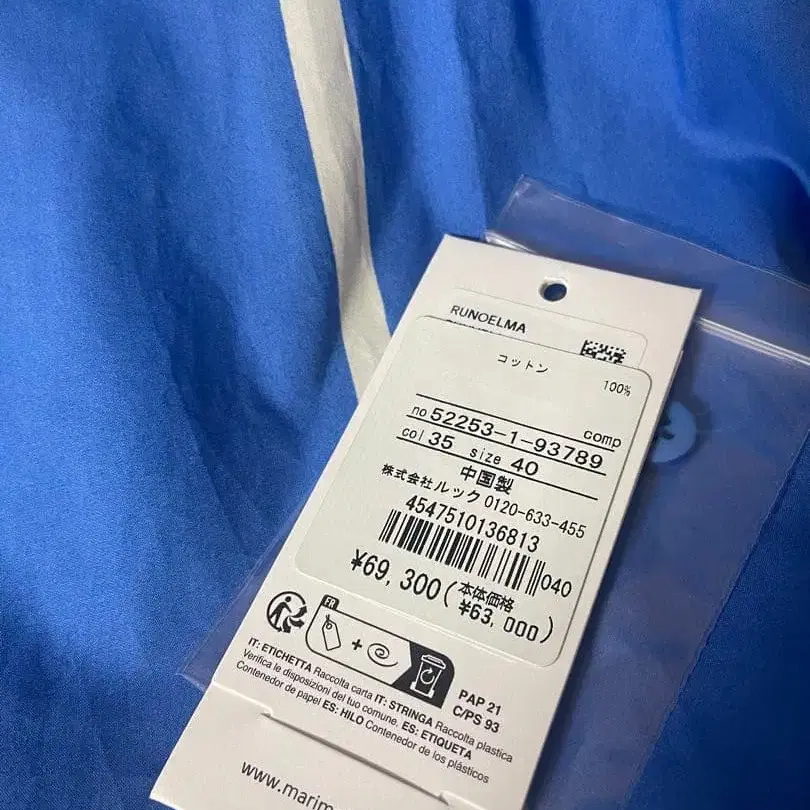 RUNOELMA
コットン 100%
comp
no 52253-1-93789
col 35 size 40
中国製
株式会社ルック 0120-633-455
4547510136813
040
¥69,300(本体価格
¥63,000)
FR
+
PAP 21
C/PS 93
IT: ETICHETTA Raccolta carta IT: STRINGA Raccolta plastica
Verifica le disposizioni del tuo comune. ES: ETIQUETA
Contenedor de papel ES: HILO Contenedor de los plásticos
www.marim